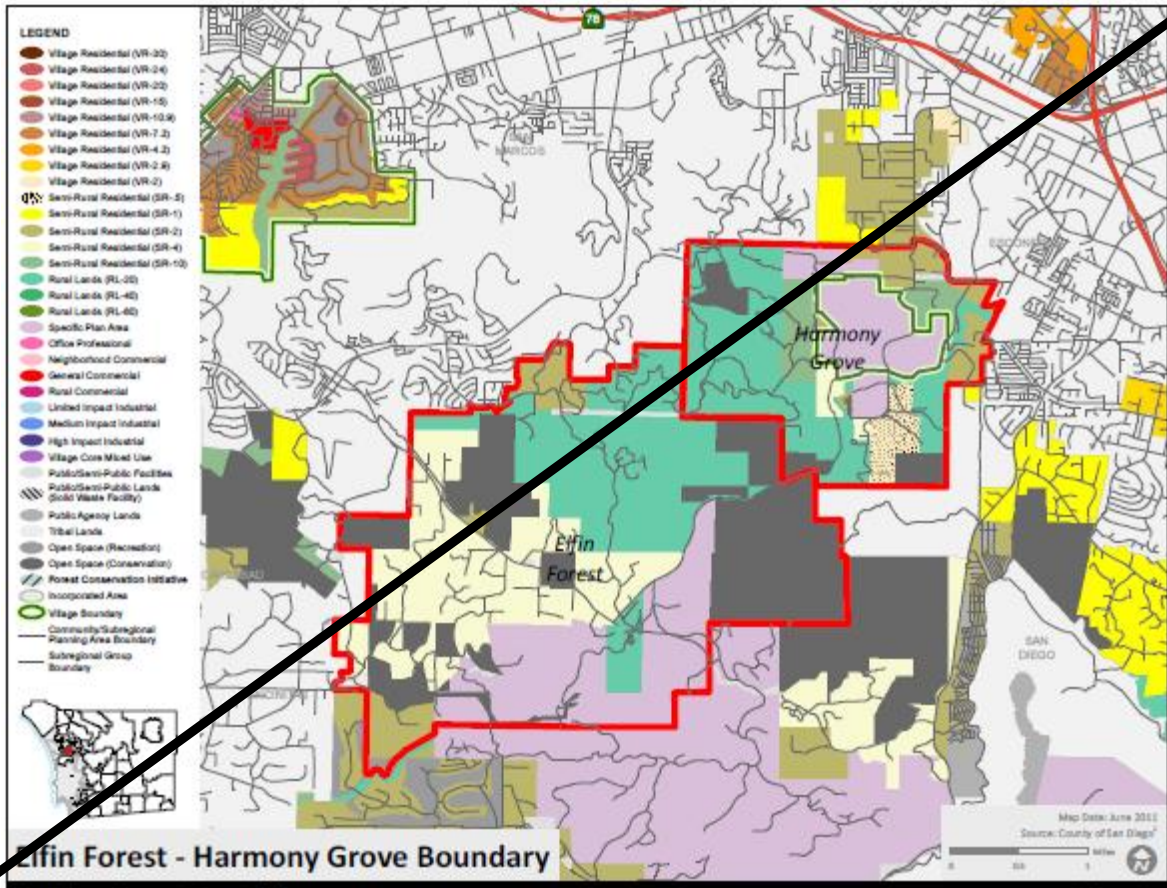 LEGEND
Village Residential (VR-30)
Village Residential (VR-24)
Village Residential (VR-20)
Village Residential (VR-15)
Village Residential (VR-10.9)
Village Residential (VR-7.3)
Village Residential (VR-4.3)
Village Residential (VR-2.9)
Village Residential (VR-2)
Semi-Rural Residential (SR-.5)
Semi-Rural Residential (SR-1)
Semi-Rural Residential (SR-2)
Semi-Rural Residential (SR-4)
Semi-Rural Residential (SR-10)
Rural Lands (RL-20)
Rural Lands (RL-40)
Rural Lands (RL-80)
Specific Plan Area
Office Professional
Neighborhood Commercial
General Commercial
Rural Commercial
Limited Impact Industrial
Medium Impact Industrial
High Impact Industrial
Village Core Mixed Use
Public/Semi-Public Facilities
Public/Semi-Public Lands
(Solid Waste Facility)
Public Agency Lands
Tribal Lands
Open Space (Recreation)
Open Space (Conservation)
Forest Conservation Initiative
Incorporated Area
Village Boundary
Community/Subregional
Planning Area Boundary
Subregional Group
Boundary
78
SAN
MARCOS
Harmony
Grove
Elfin
Forest
SAN
DIEGO
Map Date: June 2011
Source: County of San Diego
0 0.5 1 Miles
N
Elfin Forest - Harmony Grove Boundary